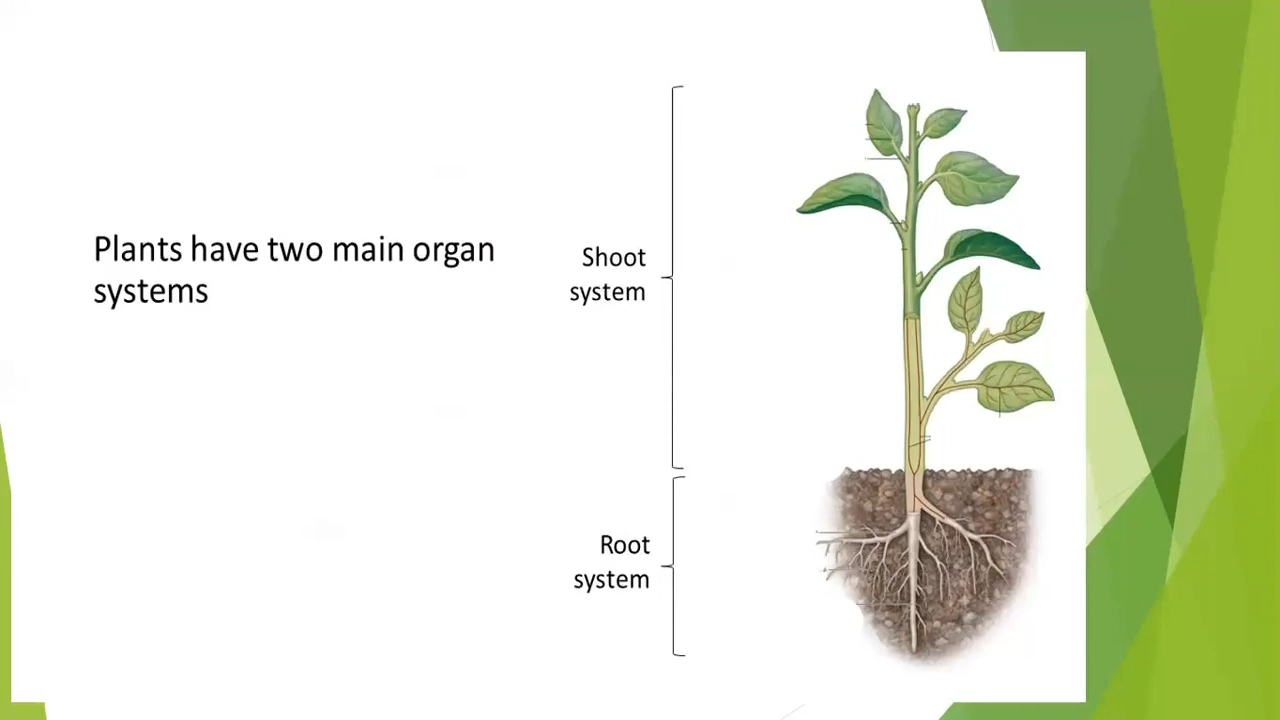 Plants have two main organ
systems
Shoot
system
Root
system